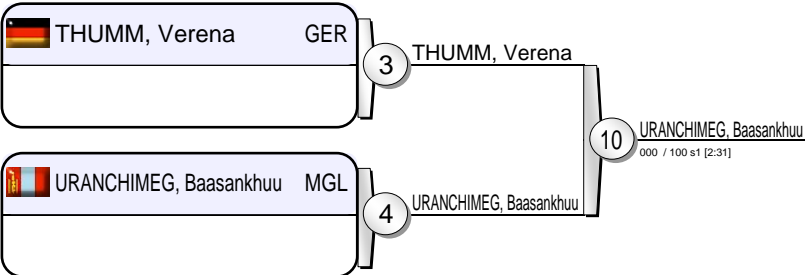 THUMM, Verena GER
3
THUMM, Verena
10
URANCHIMEG, Baasankhuu
000 / 100 s1 [2:31]
URANCHIMEG, Baasankhuu MGL
4
URANCHIMEG, Baasankhuu